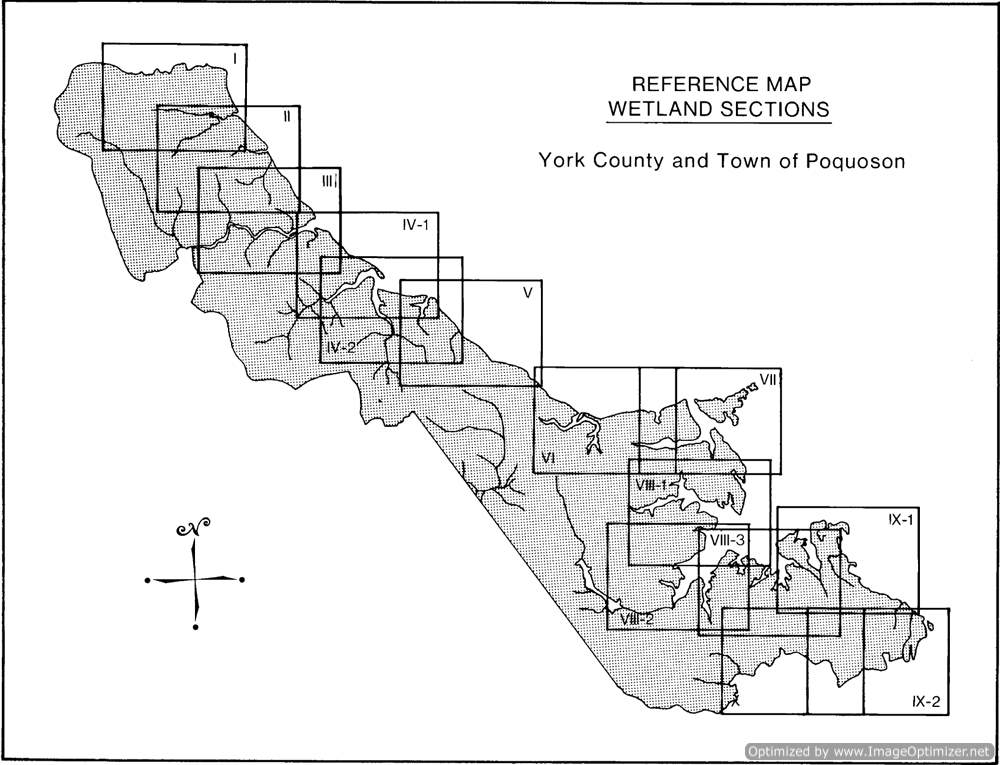 REFERENCE MAP
WETLAND SECTIONS
York County and Town of Poquoson
I
II
III
IV-1
V
IV-2
VII
VI
VIII-1
IX-1
VIII-3
VIII-2
X
IX-2
N
Optimized by www.ImageOptimizer.net